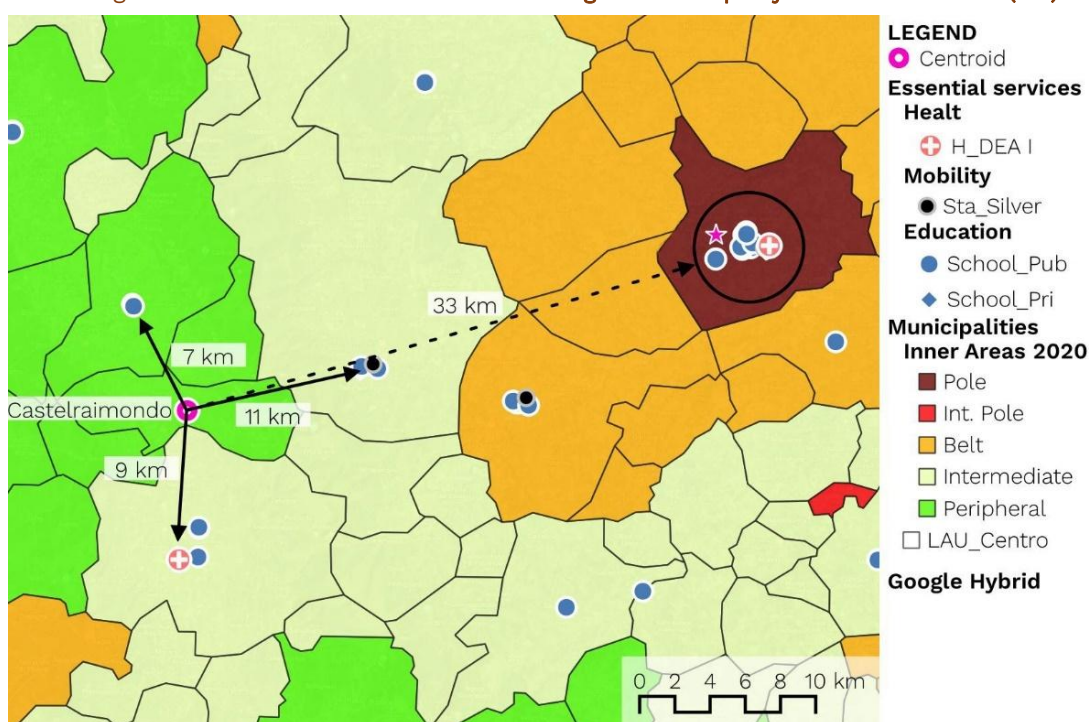 LEGEND
Centroid
Essential services
Healt
H_DEA I
Mobility
Sta_Silver
Education
School_Pub
School_Pri
Municipalities
Inner Areas 2020
Pole
Int. Pole
Belt
Intermediate
Peripheral
LAU_Centro
Google Hybrid
33 km
7 km
Castelraimondo
11 km
9 km
0 2 4 6 8 10 km